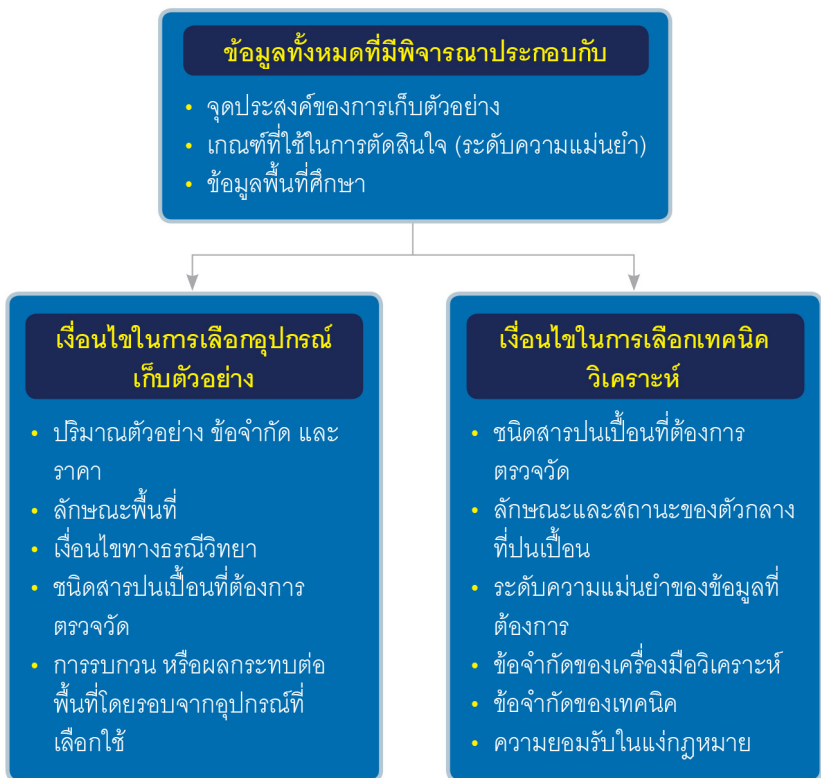 ข้อมูลทั้งหมดที่มีพิจารณาประกอบกับ
• จุดประสงค์ของการเก็บตัวอย่าง
• เกณฑ์ที่ใช้ในการตัดสินใจ (ระดับความแม่นยำ)
• ข้อมูลพื้นที่ศึกษา
เงื่อนไขในการเลือกอุปกรณ์
เก็บตัวอย่าง
• ปริมาณตัวอย่าง ข้อจำกัด และ
ราคา
• ลักษณะพื้นที่
• เงื่อนไขทางธรณีวิทยา
• ชนิดสารปนเปื้อนที่ต้องการ
ตรวจวัด
• การรบกวน หรือผลกระทบต่อ
พื้นที่โดยรอบจากอุปกรณ์ที่
เลือกใช้
เงื่อนไขในการเลือกเทคนิค
วิเคราะห์
• ชนิดสารปนเปื้อนที่ต้องการ
ตรวจวัด
• ลักษณะและสถานะของตัวกลาง
ที่ปนเปื้อน
• ระดับความแม่นยำของข้อมูลที่
ต้องการ
• ข้อจำกัดของเครื่องมือวิเคราะห์
• ข้อจำกัดของเทคนิค
• ความยอมรับในแง่กฎหมาย